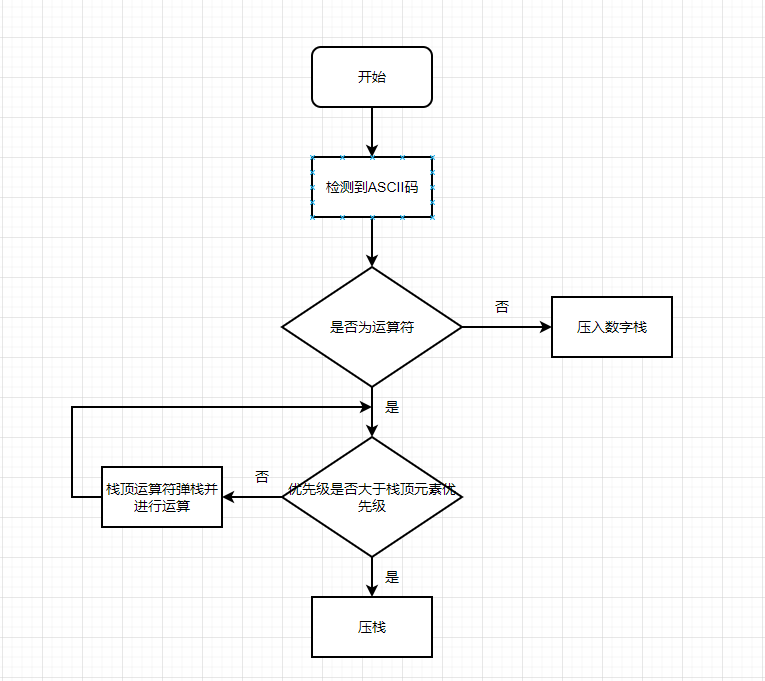 开始
检测到ASCII码
是否为运算符
否
压入数字栈
是
优先级是否大于栈顶元素优
先级
否
栈顶运算符弹栈并
进行运算
是
压栈